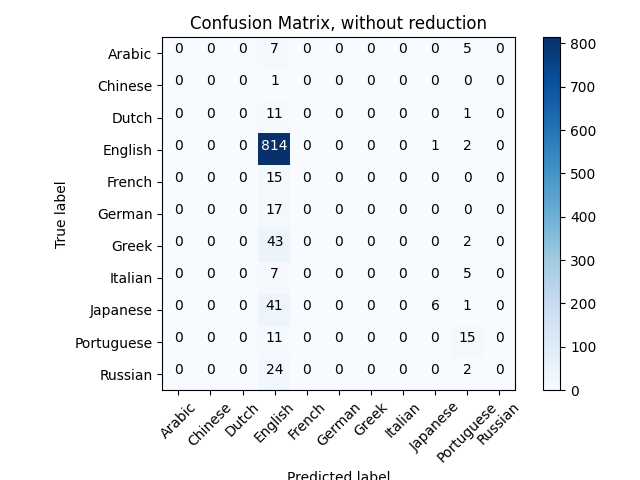 Confusion Matrix, without reduction
True label
Arabic 0 0 0 7 0 0 0 0 0 5 0
Chinese 0 0 0 1 0 0 0 0 0 0 0
Dutch 0 0 0 11 0 0 0 0 0 1 0
English 0 0 0 814 0 0 0 0 1 2 0
French 0 0 0 15 0 0 0 0 0 0 0
German 0 0 0 17 0 0 0 0 0 0 0
Greek 0 0 0 43 0 0 0 0 0 2 0
Italian 0 0 0 7 0 0 0 0 0 5 0
Japanese 0 0 0 41 0 0 0 0 6 1 0
Portuguese 0 0 0 11 0 0 0 0 0 15 0
Russian 0 0 0 24 0 0 0 0 0 2 0
Arabic Chinese Dutch English French German Greek Italian Japanese Portuguese Russian
Predicted label
800
700
600
500
400
300
200
100
0